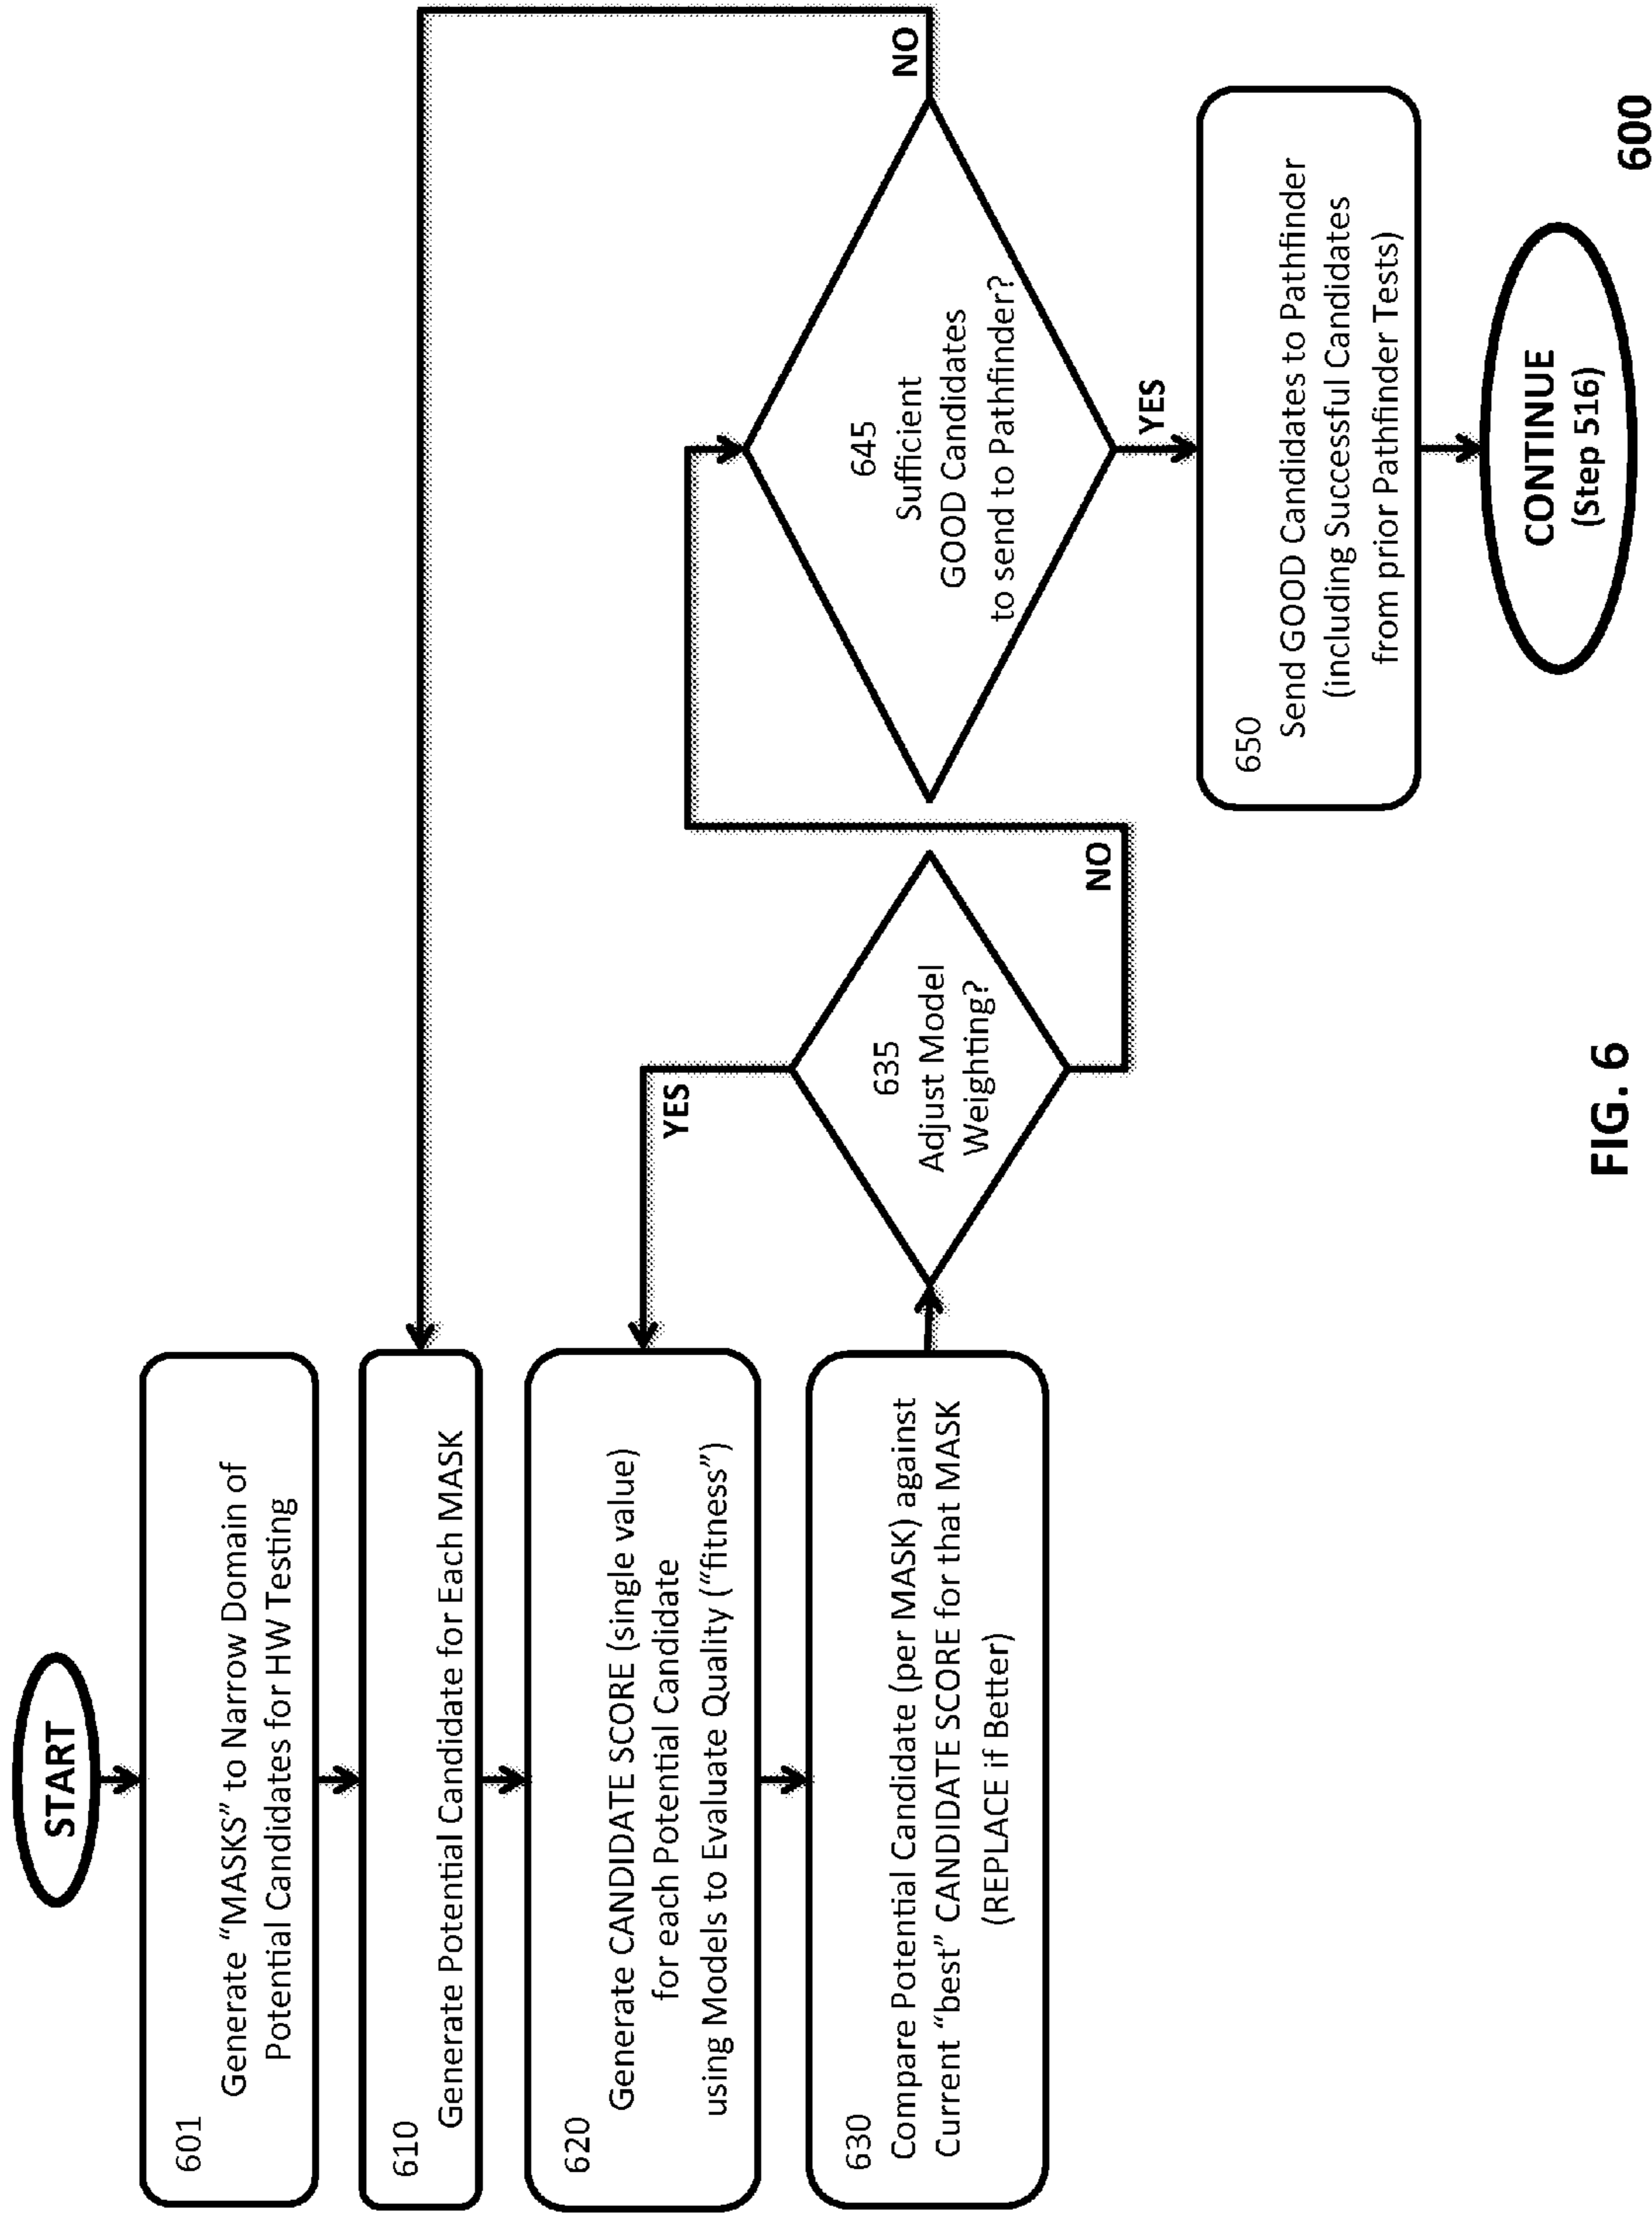 START
601
Generate “MASKS” to Narrow Domain of
Potential Candidates for HW Testing
610
Generate Potential Candidate for Each MASK
620
Generate CANDIDATE SCORE (single value)
for each Potential Candidate
using Models to Evaluate Quality (“fitness”)
630
Compare Potential Candidate (per MASK) against
Current “best” CANDIDATE SCORE for that MASK
(REPLACE if Better)
635
Adjust Model
Weighting?
YES
NO
645
Sufficient
GOOD Candidates
to send to Pathfinder?
NO
YES
650
Send GOOD Candidates to Pathfinder
(including Successful Candidates
from prior Pathfinder Tests)
CONTINUE
(Step 516)
FIG. 6
600